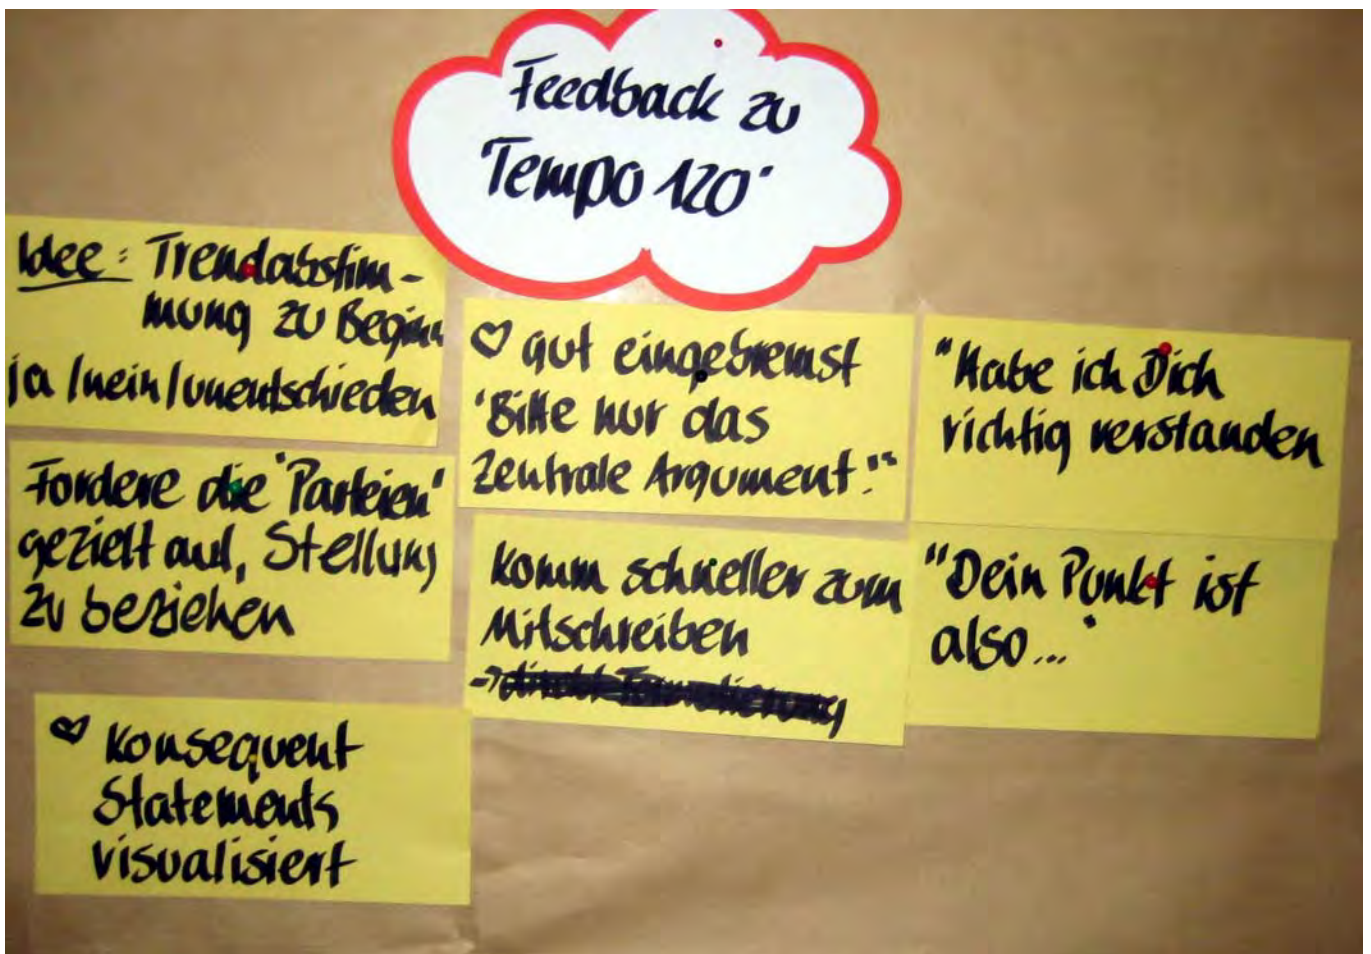 Feedback zu
"Tempo 120"
Idee: Trendabstim-
mung zu Beginn
ja / nein / unentschieden
Fordere die "Parteien"
gezielt auf, Stellung
zu beziehen
♡ Konsequent
Statements
visualisiert
♡ gut eingebremst
"Bitte nur das
zentrale Argument!"
Komm schneller zum
Mitschreiben
"Habe ich Dich
richtig verstanden
"Dein Punkt ist
also..."